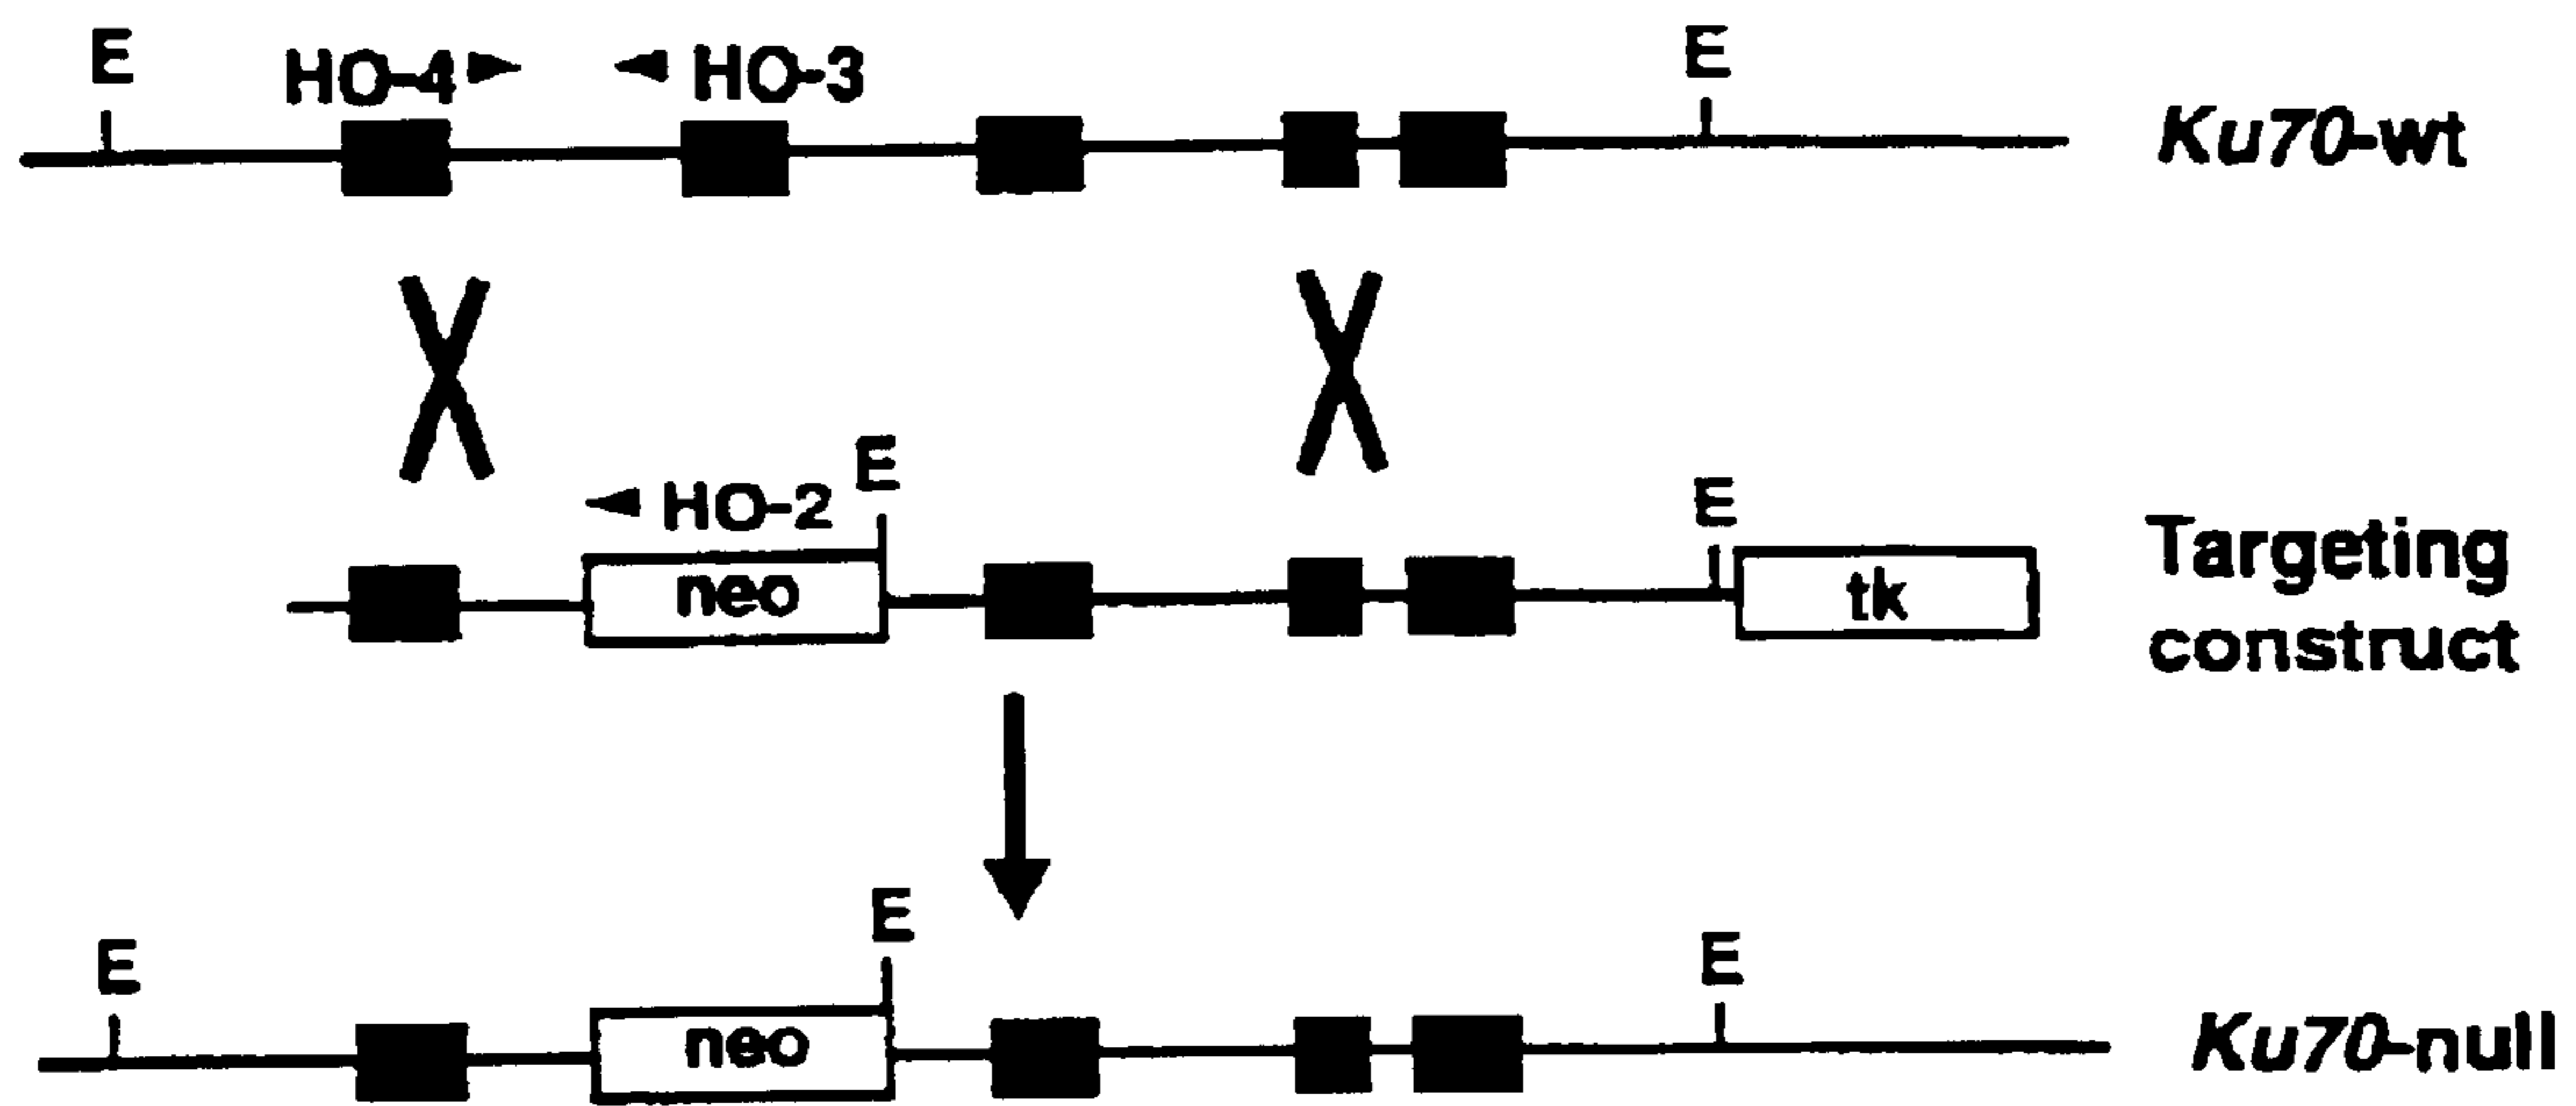 E
HO-4 HO-3
E
Ku70-wt
HO-2
E
neo
E
tk
Targeting
construct
E
neo
E
E
Ku70-null